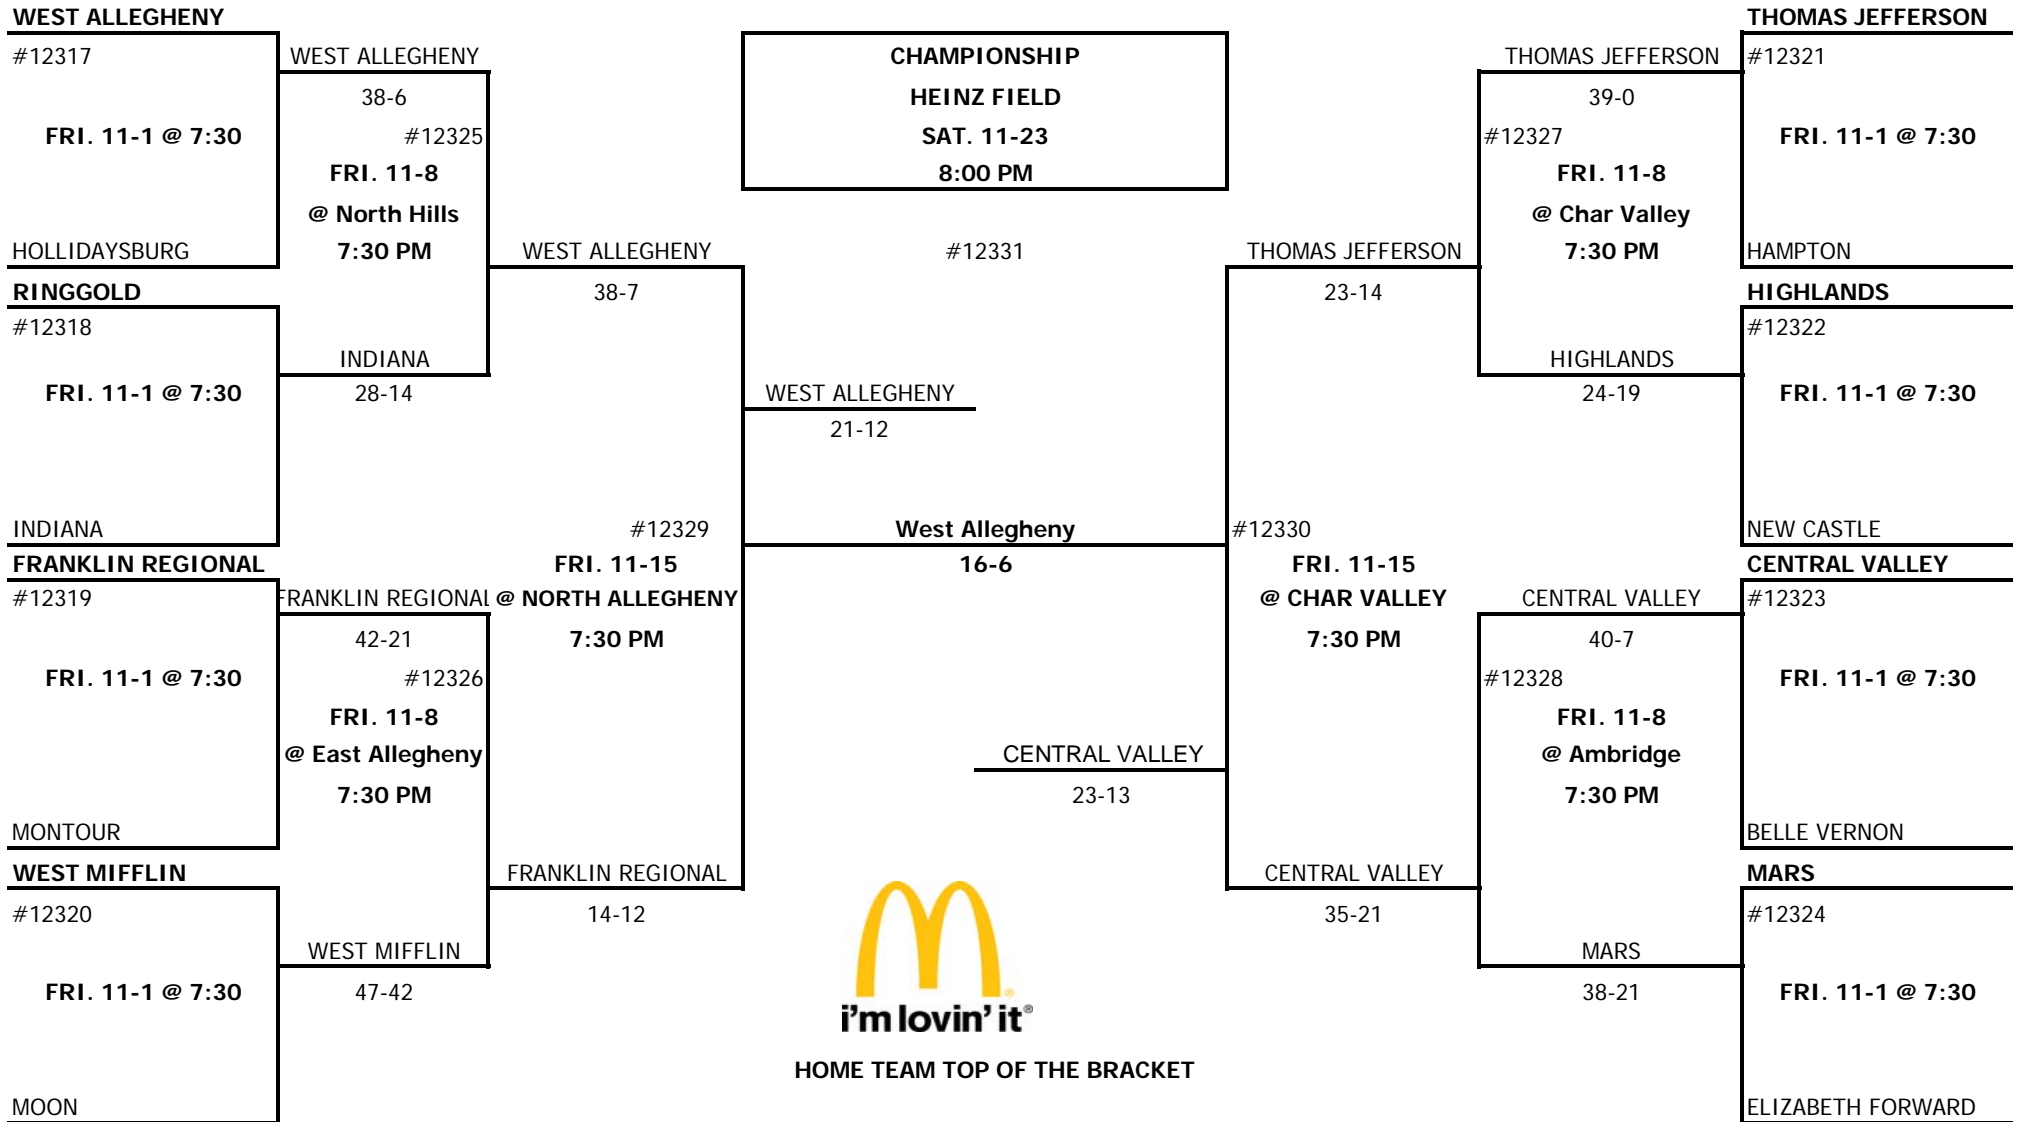 WEST ALLEGHENY
#12317
FRI. 11-1 @ 7:30
HOLLIDAYSBURG
RINGGOLD
#12318
FRI. 11-1 @ 7:30
INDIANA
FRANKLIN REGIONAL
#12319
FRI. 11-1 @ 7:30
MONTOUR
WEST MIFFLIN
#12320
FRI. 11-1 @ 7:30
MOON
WEST ALLEGHENY
38-6
#12325
FRI. 11-8
@ North Hills
7:30 PM
INDIANA
28-14
FRANKLIN REGIONAL
42-21
#12326
FRI. 11-8
@ East Allegheny
7:30 PM
WEST MIFFLIN
47-42
WEST ALLEGHENY
38-7
#12329
FRI. 11-15
@ NORTH ALLEGHENY
7:30 PM
FRANKLIN REGIONAL
14-12
CHAMPIONSHIP
HEINZ FIELD
SAT. 11-23
8:00 PM
#12331
WEST ALLEGHENY
21-12
West Allegheny
16-6
CENTRAL VALLEY
23-13
i'm lovin' it®
HOME TEAM TOP OF THE BRACKET
THOMAS JEFFERSON
23-14
#12330
FRI. 11-15
@ CHAR VALLEY
7:30 PM
CENTRAL VALLEY
35-21
THOMAS JEFFERSON
39-0
#12327
FRI. 11-8
@ Char Valley
7:30 PM
HIGHLANDS
24-19
CENTRAL VALLEY
40-7
#12328
FRI. 11-8
@ Ambridge
7:30 PM
MARS
38-21
THOMAS JEFFERSON
#12321
FRI. 11-1 @ 7:30
HAMPTON
HIGHLANDS
#12322
FRI. 11-1 @ 7:30
NEW CASTLE
CENTRAL VALLEY
#12323
FRI. 11-1 @ 7:30
BELLE VERNON
MARS
#12324
FRI. 11-1 @ 7:30
ELIZABETH FORWARD